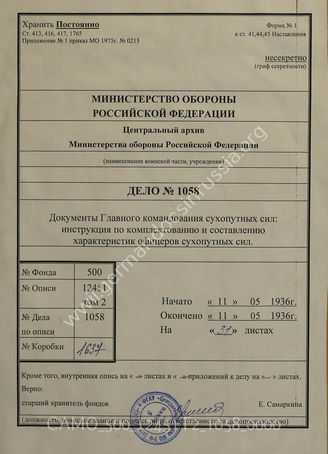 Хранить Постоянно
Форма № 1
Ст. 413, 416, 417, 1765
к ст. 41,44,45 Наставления
Приложение № 1 приказ МО 1975г. № 0215
несекретно
(гриф секретности)
МИНИСТЕРСТВО ОБОРОНЫ
РОССИЙСКОЙ ФЕДЕРАЦИИ
Центральный архив
Министерства обороны Российской Федерации
(наименование воинской части, учреждения)
ДЕЛО № 1058
Документы Главного командования сухопутных сил:
инструкция по комплектованию и составлению
характеристик офицеров сухопутных сил.
№ Фонда 500
№ Описи 12451
том 2
№ Дела 1058
по описи
№ Коробки 1637
Начато « 11 » 05 1936г.
Окончено « 11 » 05 1936г.
На « 31 » листах
Кроме того, внутренняя опись на «-» листах и «-» приложений к делу на «-» листах.
Верно:
старший хранитель фондов
Е. Самаркина
www.germandocsinrussia.org